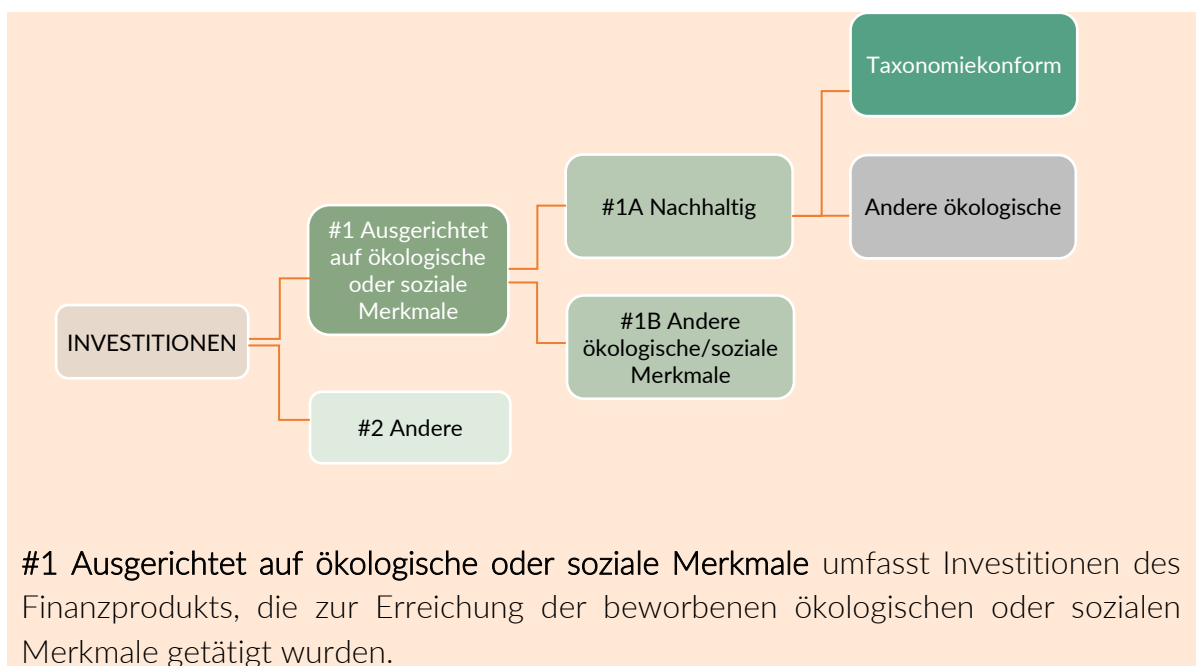 Taxonomiekonform
#1A Nachhaltig
Andere ökologische
#1 Ausgerichtet
auf ökologische
oder soziale
Merkmale
#1B Andere
ökologische/soziale
Merkmale
INVESTITIONEN
#2 Andere
#1 Ausgerichtet auf ökologische oder soziale Merkmale umfasst Investitionen des
Finanzprodukts, die zur Erreichung der beworbenen ökologischen oder sozialen
Merkmale getätigt wurden.